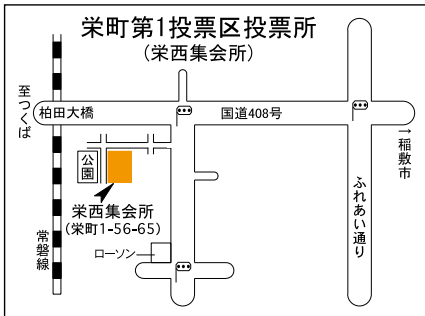 栄町第1投票区投票所
(栄西集会所)
至つくば
柏田大橋
国道408号
→稲敷市
公園
栄西集会所
(栄町1-56-65)
ふれあい通り
ローソン
常磐線